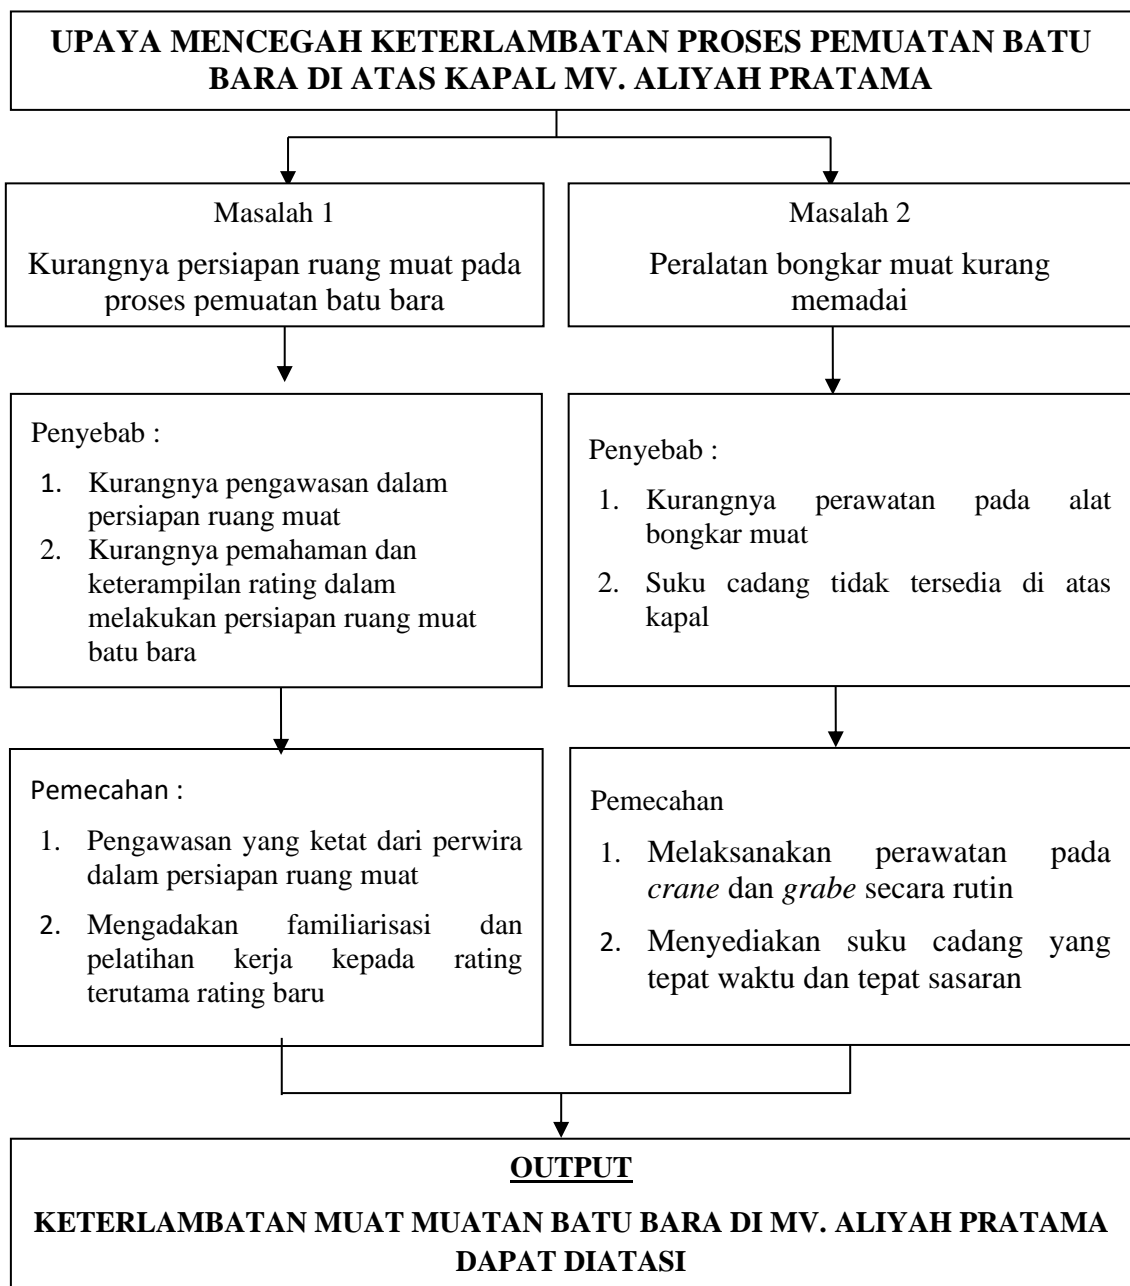 UPAYA MENCEGAH KETERLAMBATAN PROSES PEMUATAN BATU
BARA DI ATAS KAPAL MV. ALIYAH PRATAMA
Masalah 1
Kurangnya persiapan ruang muat pada
proses pemuatan batu bara
Masalah 2
Peralatan bongkar muat kurang
memadai
Penyebab :
1. Kurangnya pengawasan dalam
persiapan ruang muat
2. Kurangnya pemahaman dan
keterampilan rating dalam
melakukan persiapan ruang muat
batu bara
Penyebab :
1. Kurangnya perawatan pada alat
bongkar muat
2. Suku cadang tidak tersedia di atas
kapal
Pemecahan :
1. Pengawasan yang ketat dari perwira
dalam persiapan ruang muat
2. Mengadakan familiarisasi dan
pelatihan kerja kepada rating
terutama rating baru
Pemecahan
1. Melaksanakan perawatan pada
crane dan grabe secara rutin
2. Menyediakan suku cadang yang
tepat waktu dan tepat sasaran
OUTPUT
KETERLAMBATAN MUAT MUATAN BATU BARA DI MV. ALIYAH PRATAMA
DAPAT DIATASI